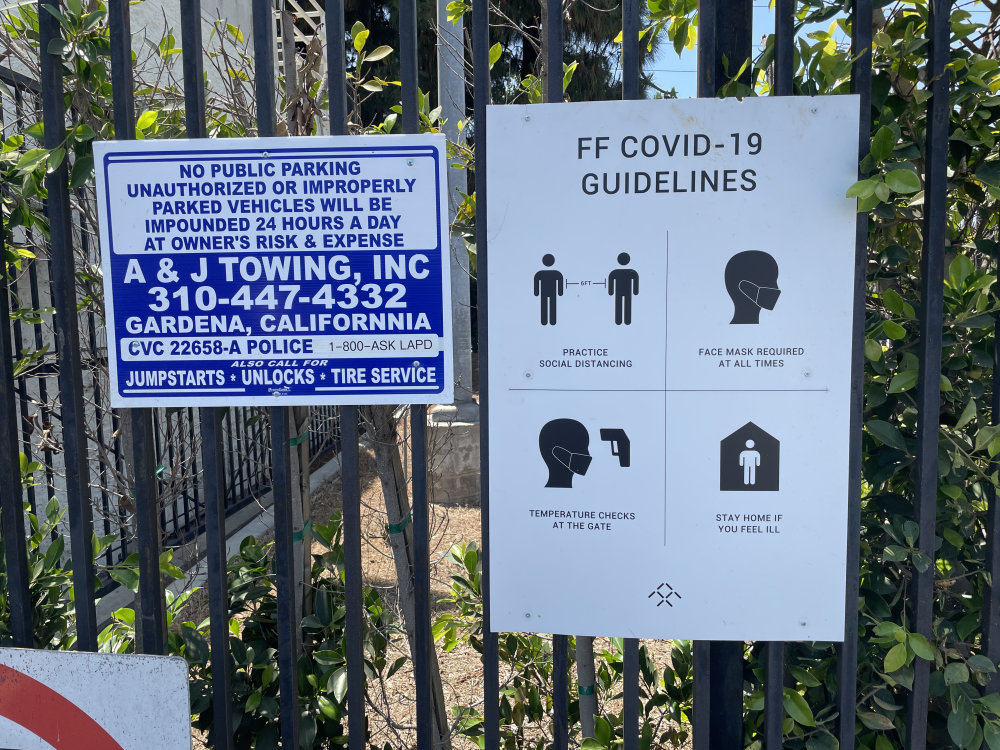 NO PUBLIC PARKING
UNAUTHORIZED OR IMPROPERLY
PARKED VEHICLES WILL BE
IMPOUNDED 24 HOURS A DAY
AT OWNER'S RISK & EXPENSE
A & J TOWING, INC
310-447-4332
GARDENA, CALIFORNNIA
CVC 22658-A POLICE 1-800-ASK LAPD
ALSO CALL FOR
JUMPSTARTS * UNLOCKS * TIRE SERVICE
FF COVID-19
GUIDELINES
6FT
PRACTICE
SOCIAL DISTANCING
FACE MASK REQUIRED
AT ALL TIMES
TEMPERATURE CHECKS
AT THE GATE
STAY HOME IF
YOU FEEL ILL